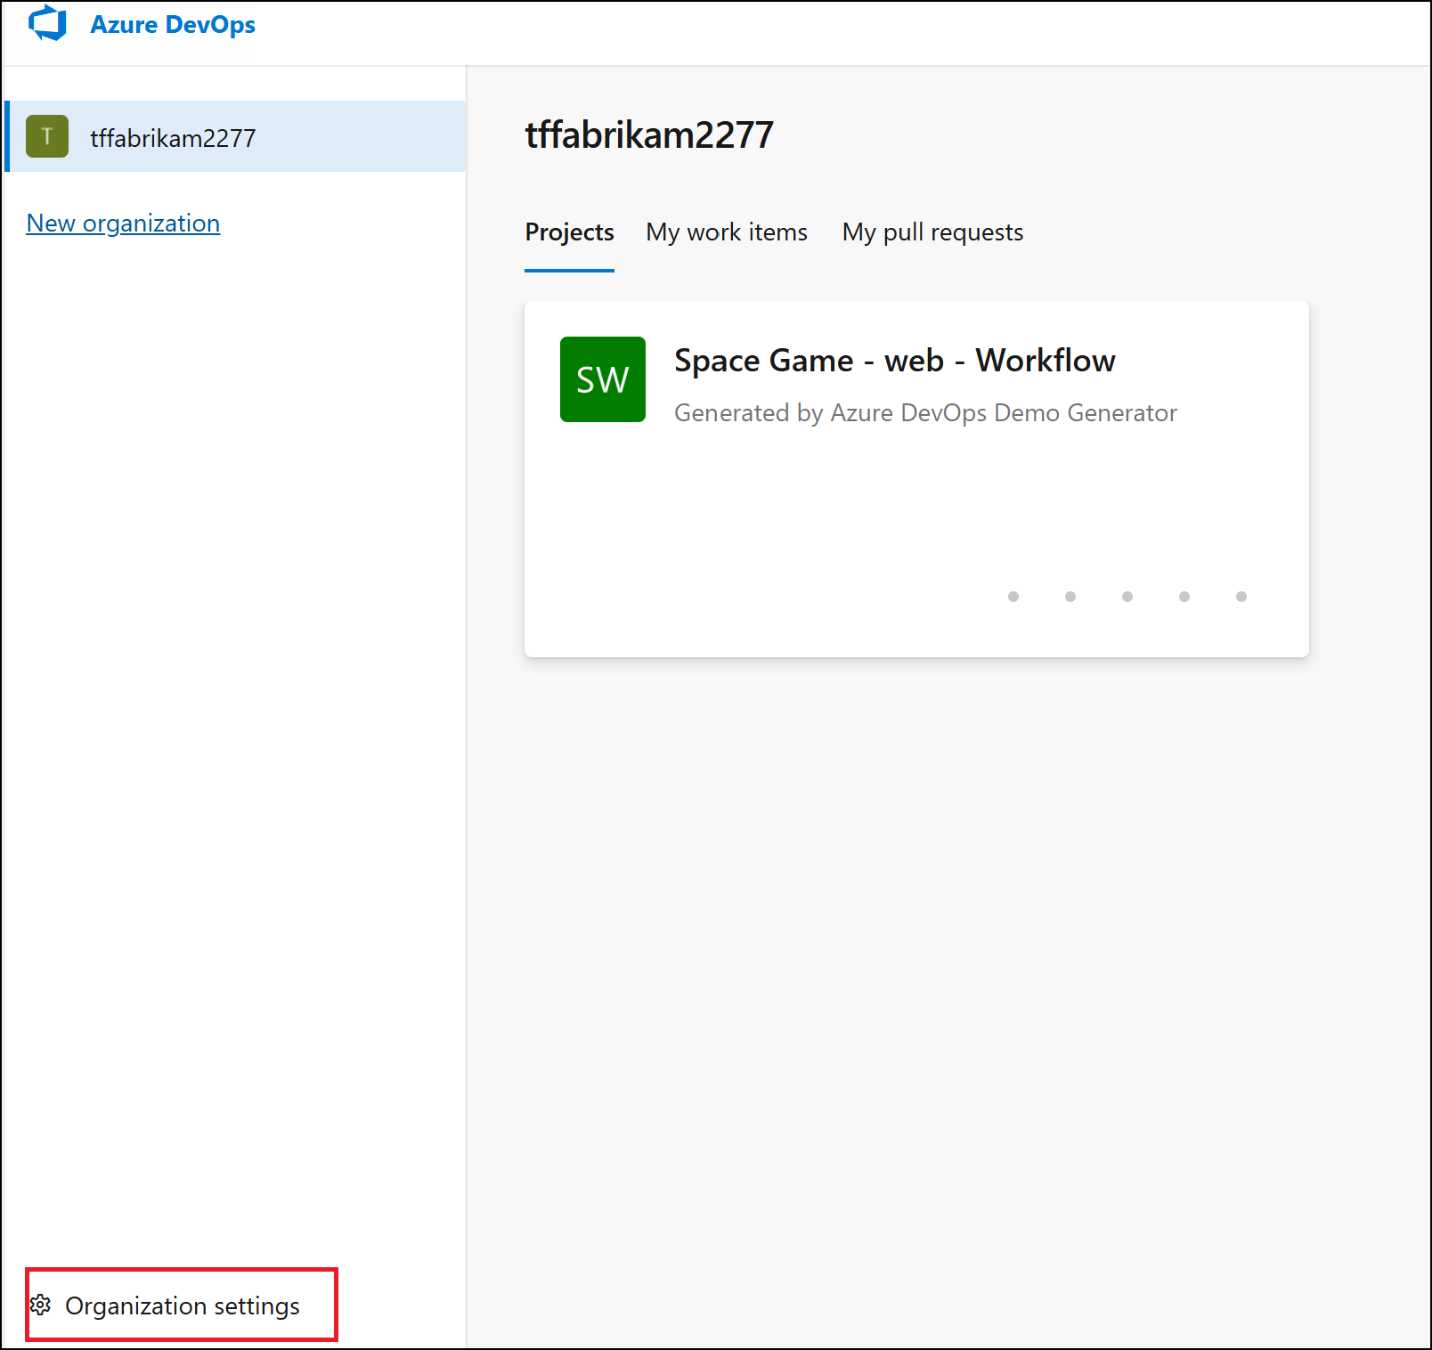 Azure DevOps
T
tffabrikam2277
New organization
tffabrikam2277
Projects
My work items
My pull requests
SW
Space Game - web - Workflow
Generated by Azure DevOps Demo Generator
Organization settings